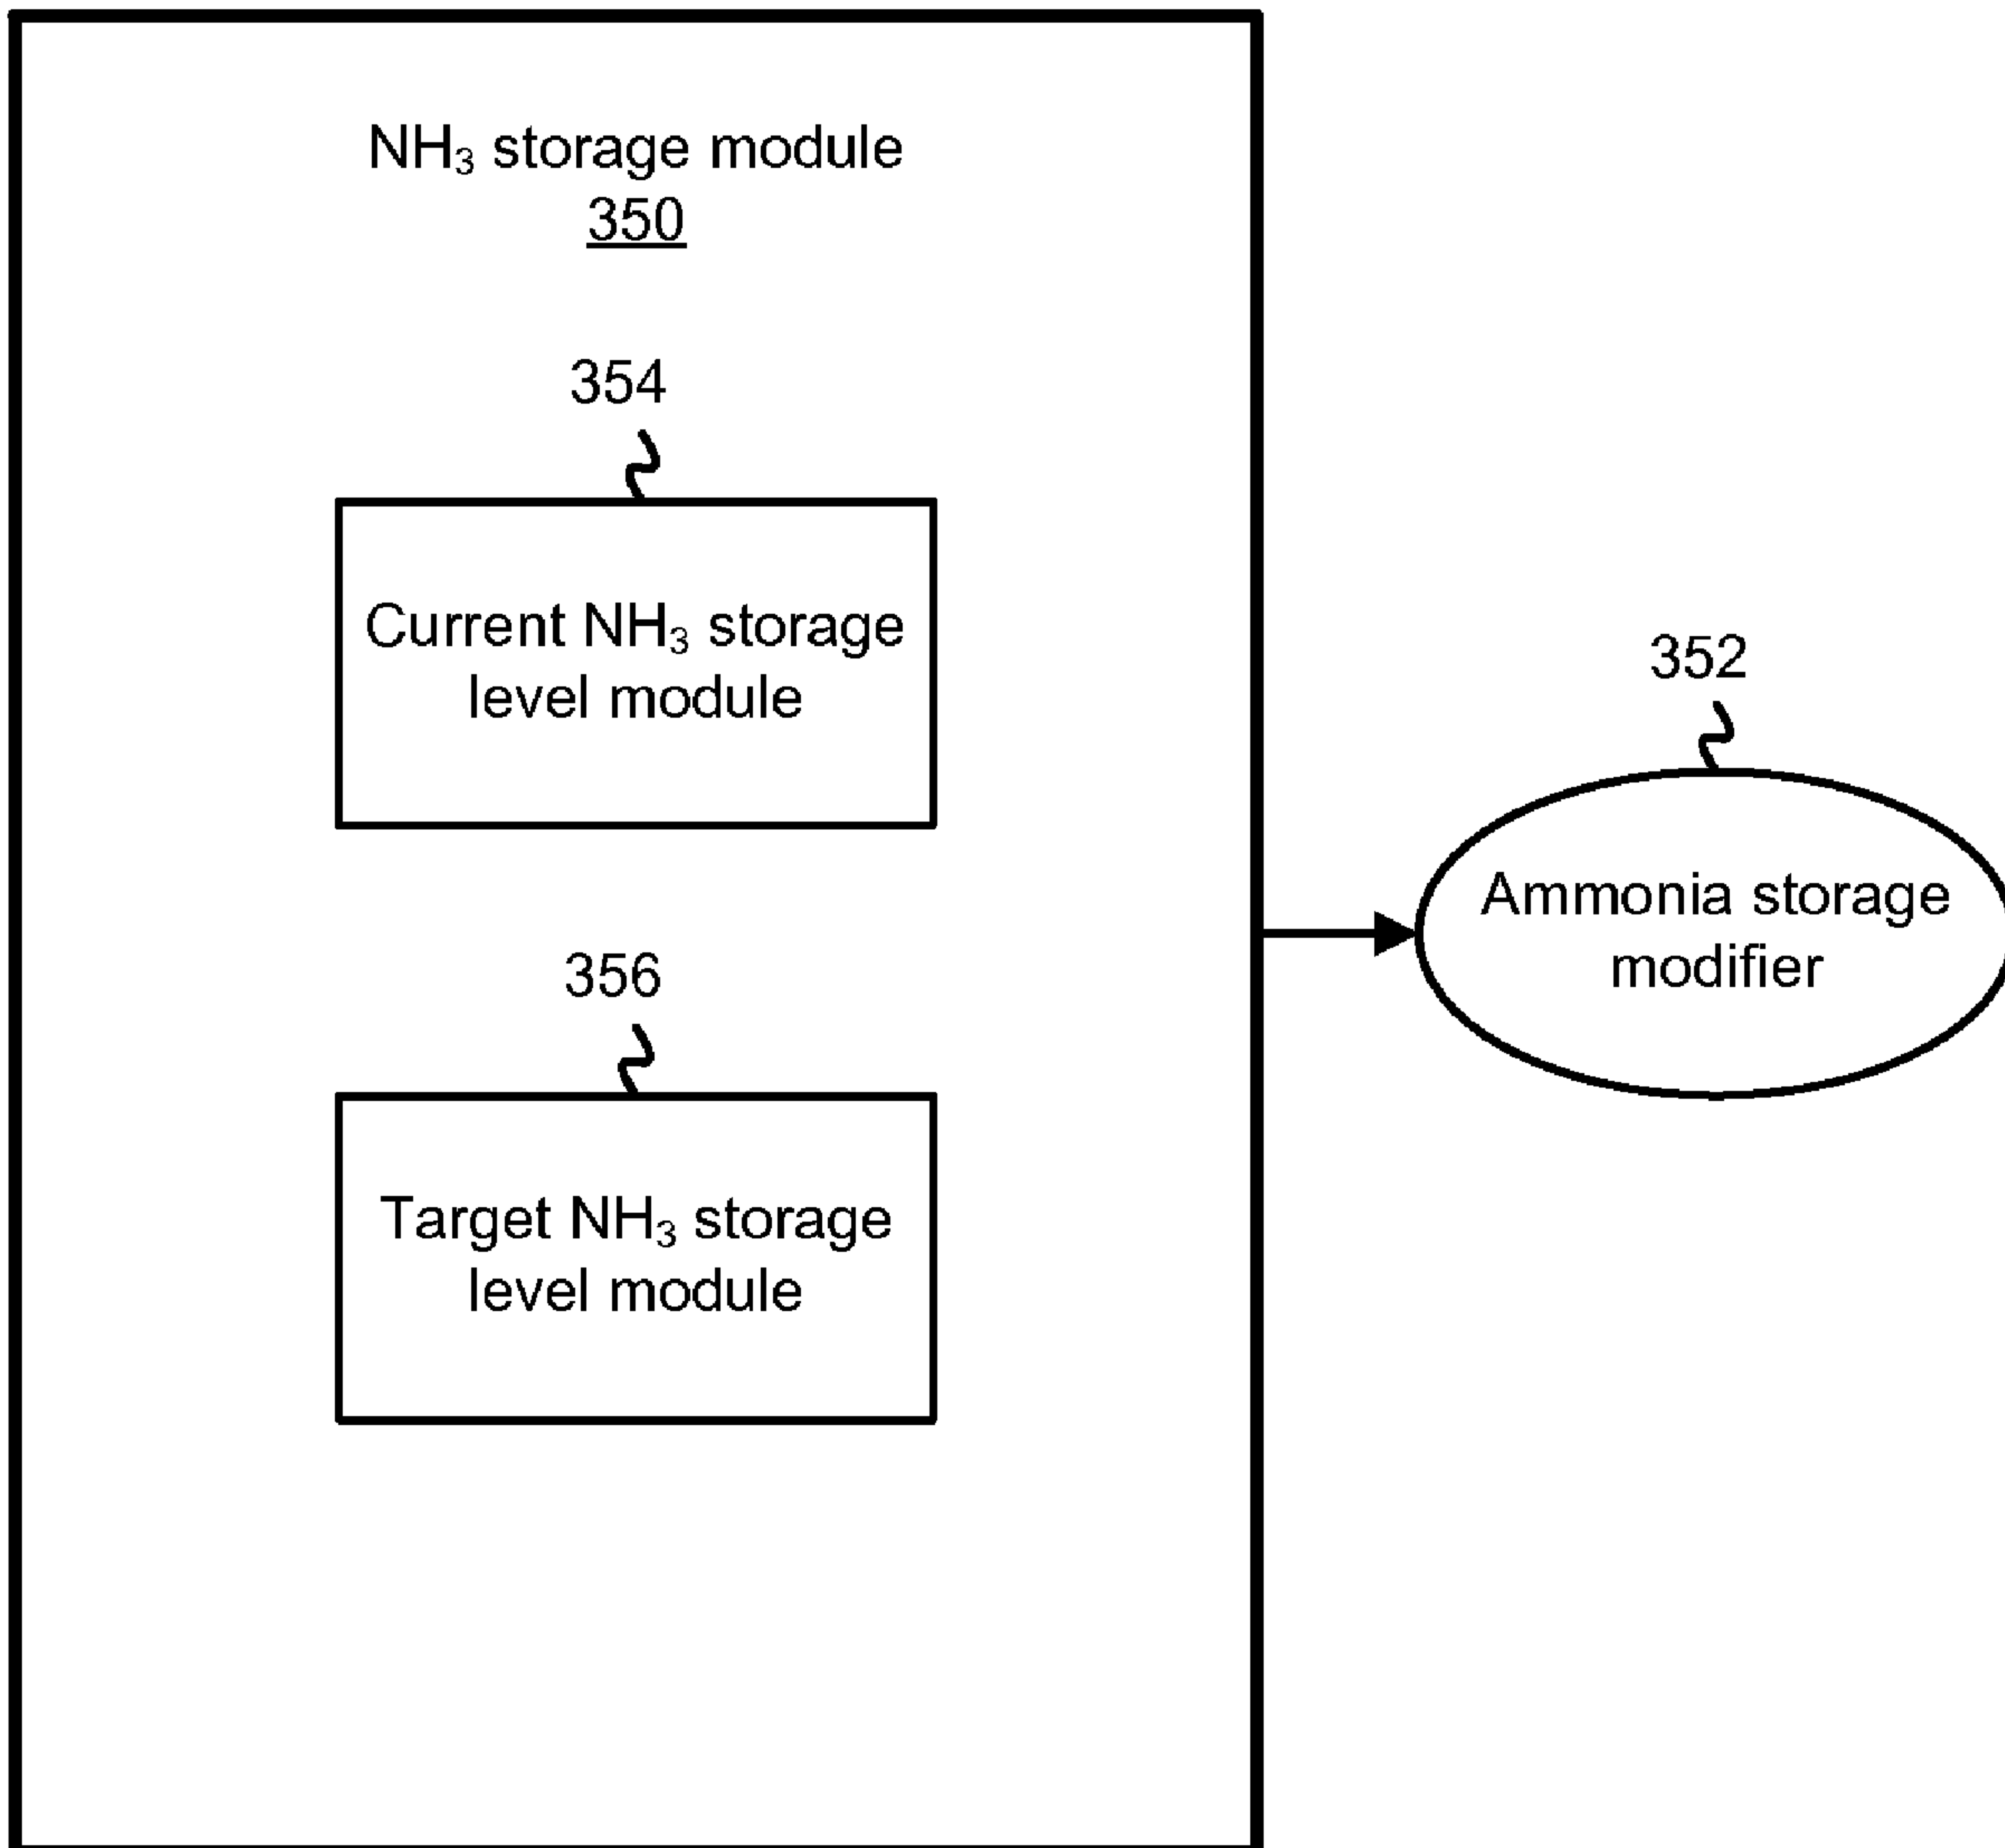 NH₃ storage module
350
354
Current NH₃ storage
level module
352
Ammonia storage
modifier
356
Target NH₃ storage
level module